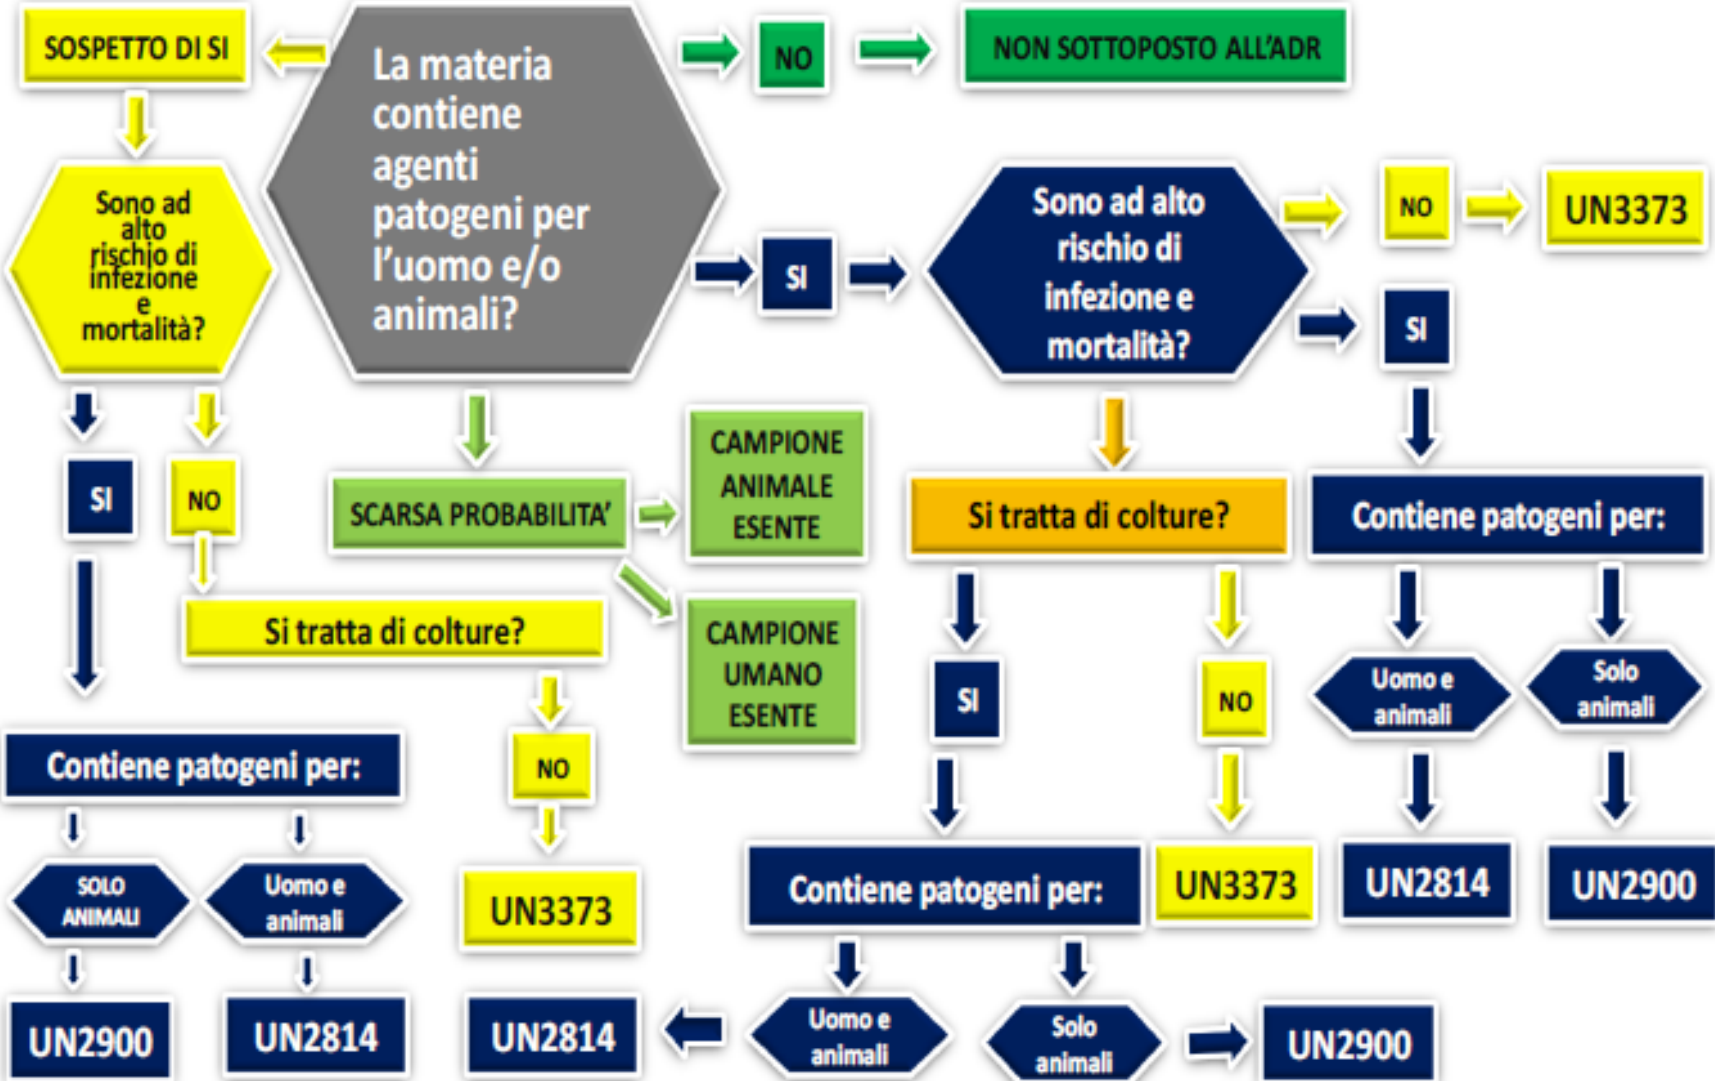 SOSPETTO DI SI
La materia
contiene
agenti
patogeni per
l'uomo e/o
animali?
NO
NON SOTTOPOSTO ALL'ADR
Sono ad
alto
rischio di
infezione
e
mortalità?
SI
Sono ad alto
rischio di
infezione e
mortalità?
NO
UN3373
SI
SI
NO
SCARSA PROBABILITA'
CAMPIONE
ANIMALE
ESENTE
Si tratta di colture?
Contiene patogeni per:
Si tratta di colture?
CAMPIONE
UMANO
ESENTE
SI
NO
Uomo e
animali
Solo
animali
Contiene patogeni per:
NO
SOLO
ANIMALI
Uomo e
animali
UN3373
Contiene patogeni per:
UN3373
UN2814
UN2900
UN2900
UN2814
UN2814
Uomo e
animali
Solo
animali
UN2900